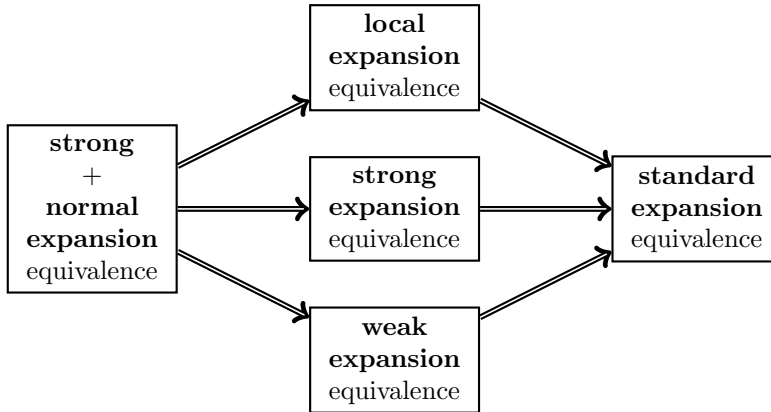 strong
+
normal
expansion
equivalence
local
expansion
equivalence
strong
expansion
equivalence
weak
expansion
equivalence
standard
expansion
equivalence